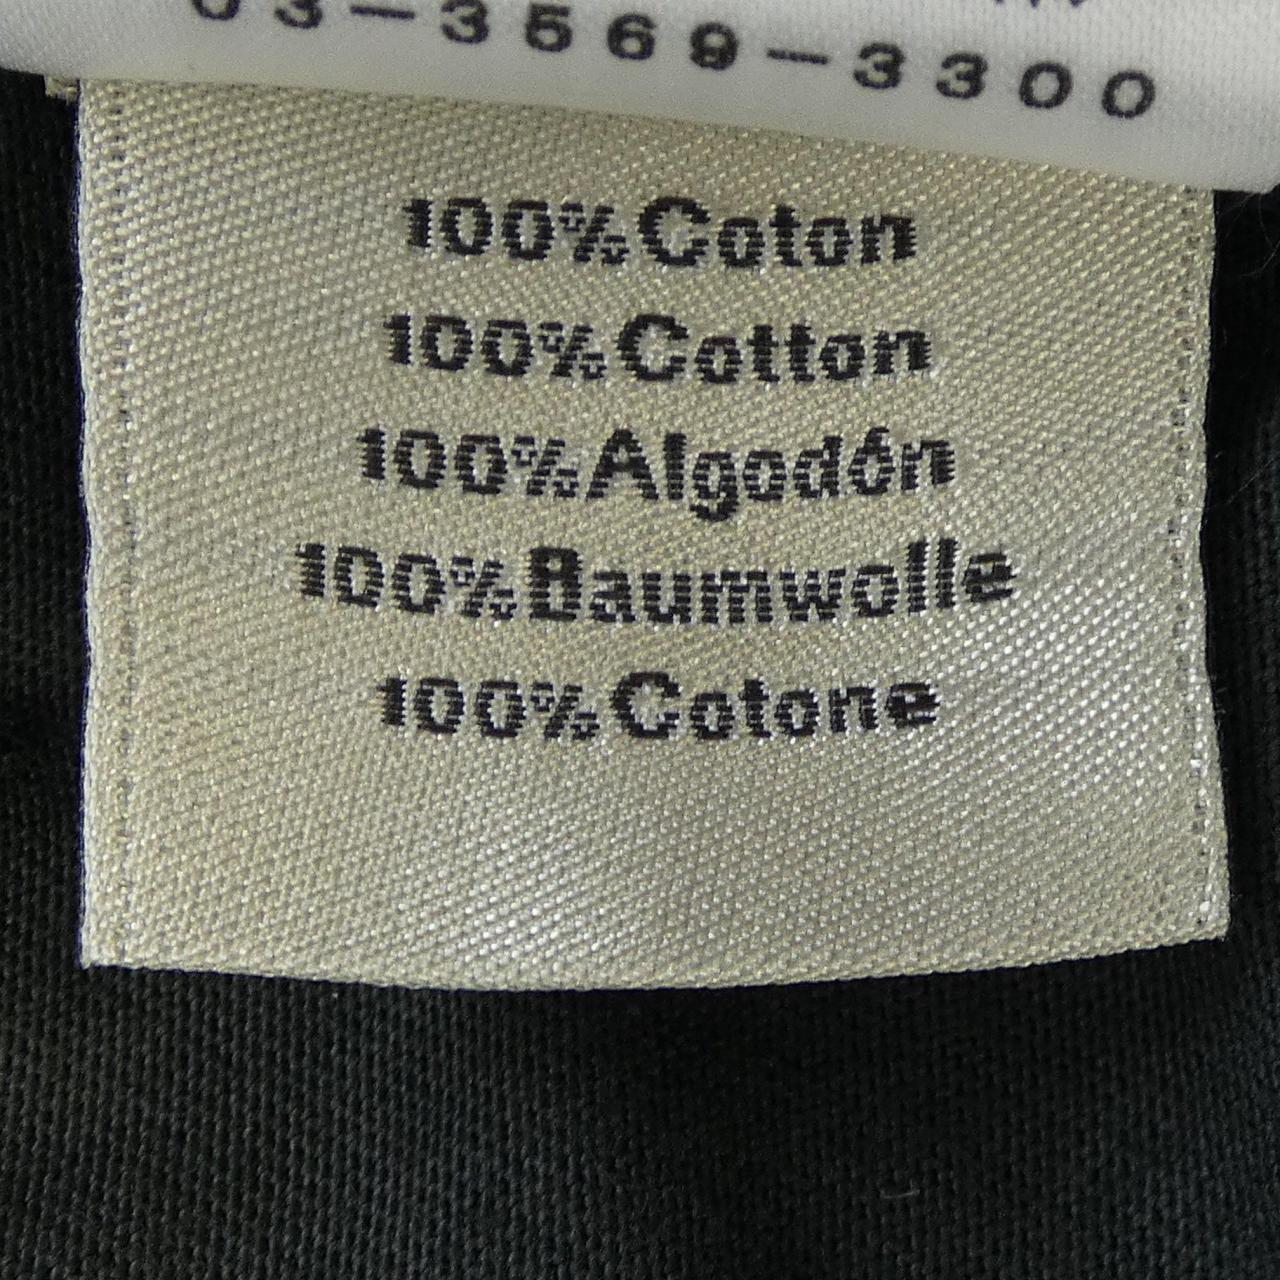 03-3569-3300
100% Coton
100% Cotton
100% Algodón
100% Baumwolle
100% Cotone